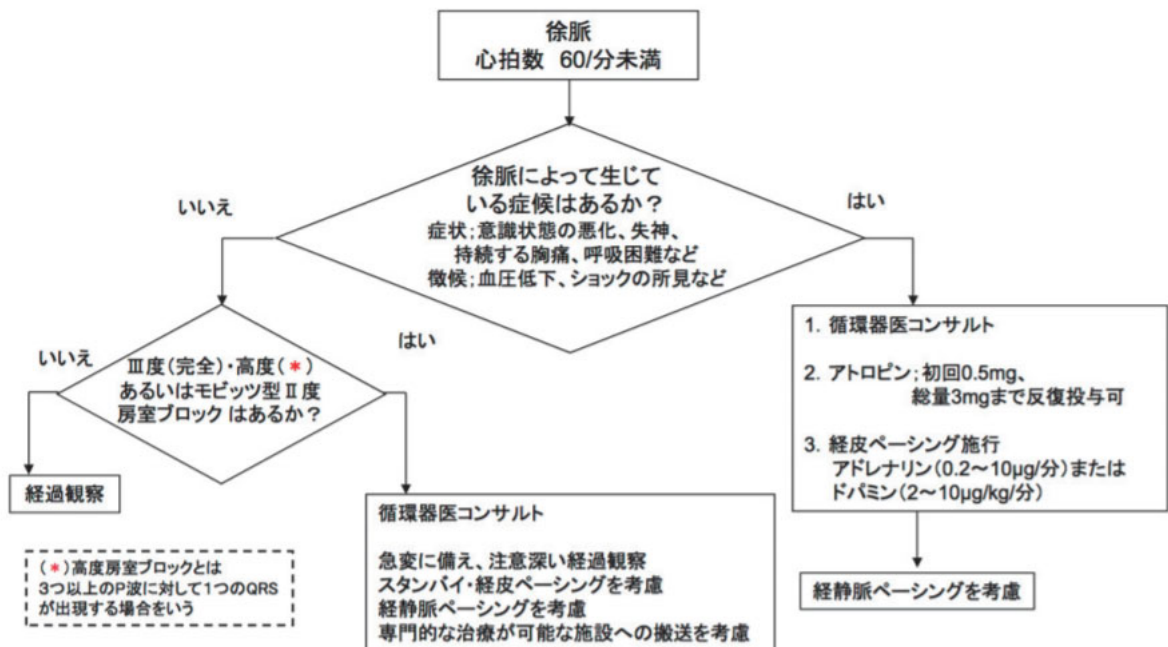 徐脈
心拍数 60/分未満
徐脈によって生じて
いる症候はあるか？
症状；意識状態の悪化、失神、
持続する胸痛、呼吸困難など
徴候；血圧低下、ショックの所見など
いいえ
はい
Ⅲ度（完全）・高度（＊）
あるいはモビッツ型Ⅱ度
房室ブロックはあるか？
いいえ
はい
経過観察
（＊）高度房室ブロックとは
3つ以上のP波に対して1つのQRS
が出現する場合をいう
循環器医コンサルト
急変に備え、注意深い経過観察
スタンバイ・経皮ペーシングを考慮
経静脈ペーシングを考慮
専門的な治療が可能な施設への搬送を考慮
1. 循環器医コンサルト
2. アトロピン；初回0.5mg、
総量3mgまで反復投与可
3. 経皮ペーシング施行
アドレナリン（0.2～10μg/分）または
ドパミン（2～10μg/kg/分）
経静脈ペーシングを考慮